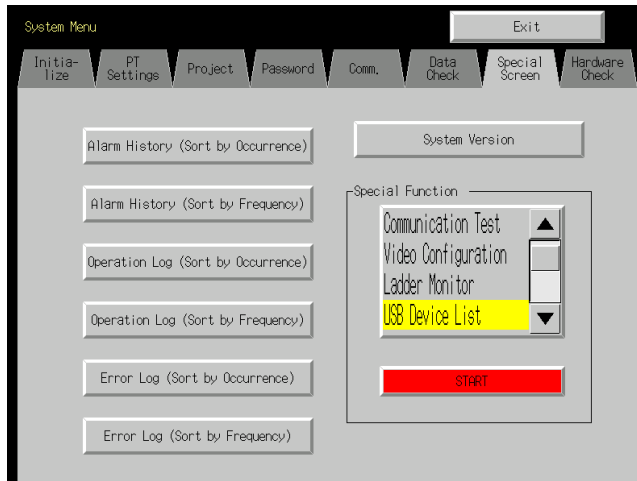 System Menu
Exit
Initia-
lize
PT
Settings
Project
Password
Comm.
Data
Check
Special
Screen
Hardware
Check
Alarm History (Sort by Occurrence)
Alarm History (Sort by Frequency)
Operation Log (Sort by Occurrence)
Operation Log (Sort by Frequency)
Error Log (Sort by Occurrence)
Error Log (Sort by Frequency)
System Version
Special Function
Communication Test
Video Configuration
Ladder Monitor
USB Device List
START